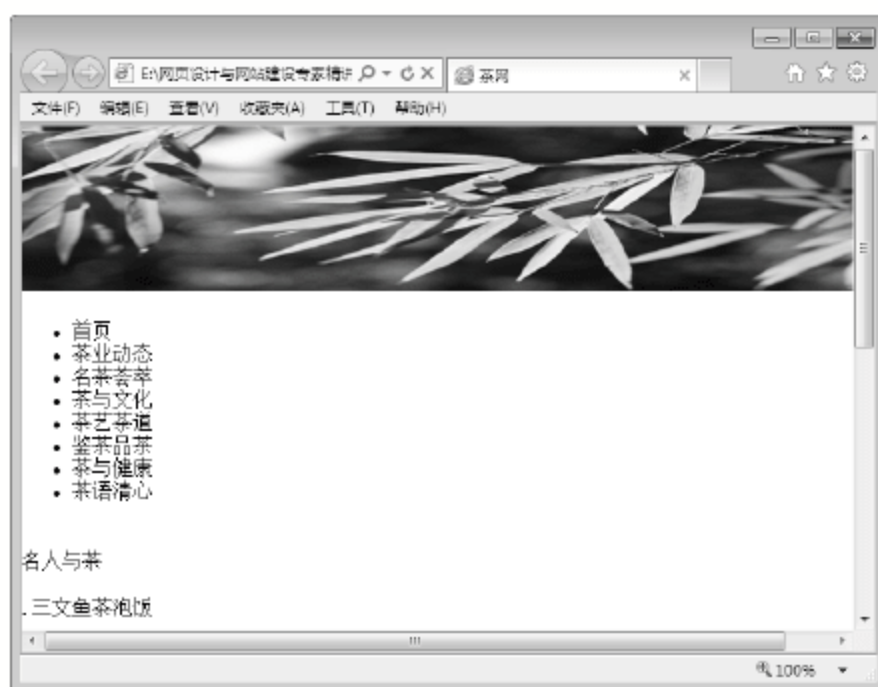 E:\网页设计与网站建设专家精讲
茶网
文件(F) 编辑(E) 查看(V) 收藏夹(A) 工具(T) 帮助(H)
• 首页
• 茶业动态
• 名茶荟萃
• 茶与文化
• 茶艺茶道
• 鉴茶品茶
• 茶与健康
• 茶语清心
名人与茶
. 三文鱼茶泡饭
100%